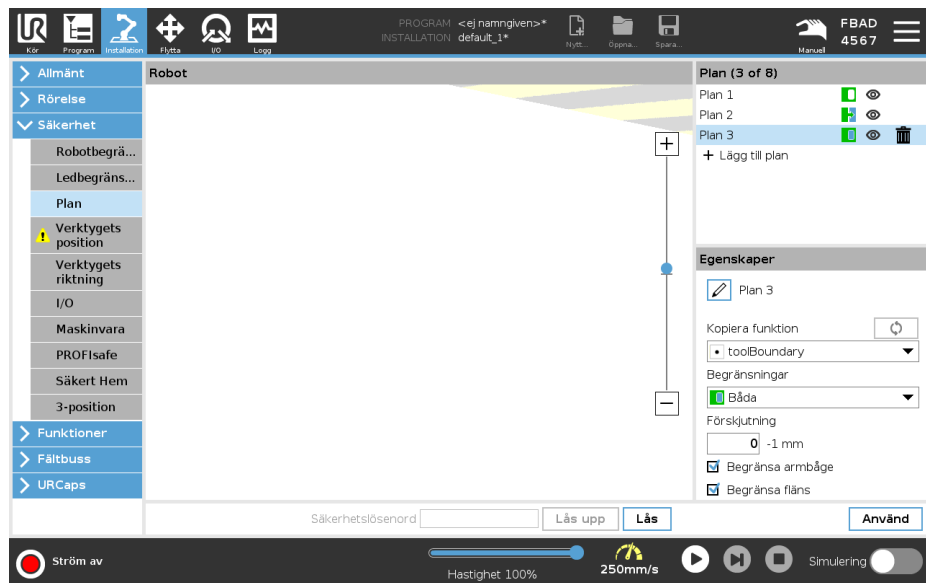 PROGRAM <ej namngiven>*
INSTALLATION default_1*
FBAD
4567
Kör
Program
Installation
Flytta
I/O
Logg
Nytt...
Öppna...
Spara...
Manuell
Allmänt
Rörelse
Säkerhet
Robotbegrä...
Ledbegräns...
Plan
Verktygets
position
Verktygets
riktning
I/O
Maskinvara
PROFIsafe
Säkert Hem
3-position
Funktioner
Fältbuss
URCaps
Robot
Plan (3 of 8)
Plan 1
Plan 2
Plan 3
+ Lägg till plan
Egenskaper
Plan 3
Kopiera funktion
toolBoundary
Begränsningar
Båda
Förskjutning
0 -1 mm
Begränsa armbåge
Begränsa fläns
Säkerhetslösenord
Lås upp
Lås
Använd
Ström av
Hastighet 100%
250mm/s
Simulering